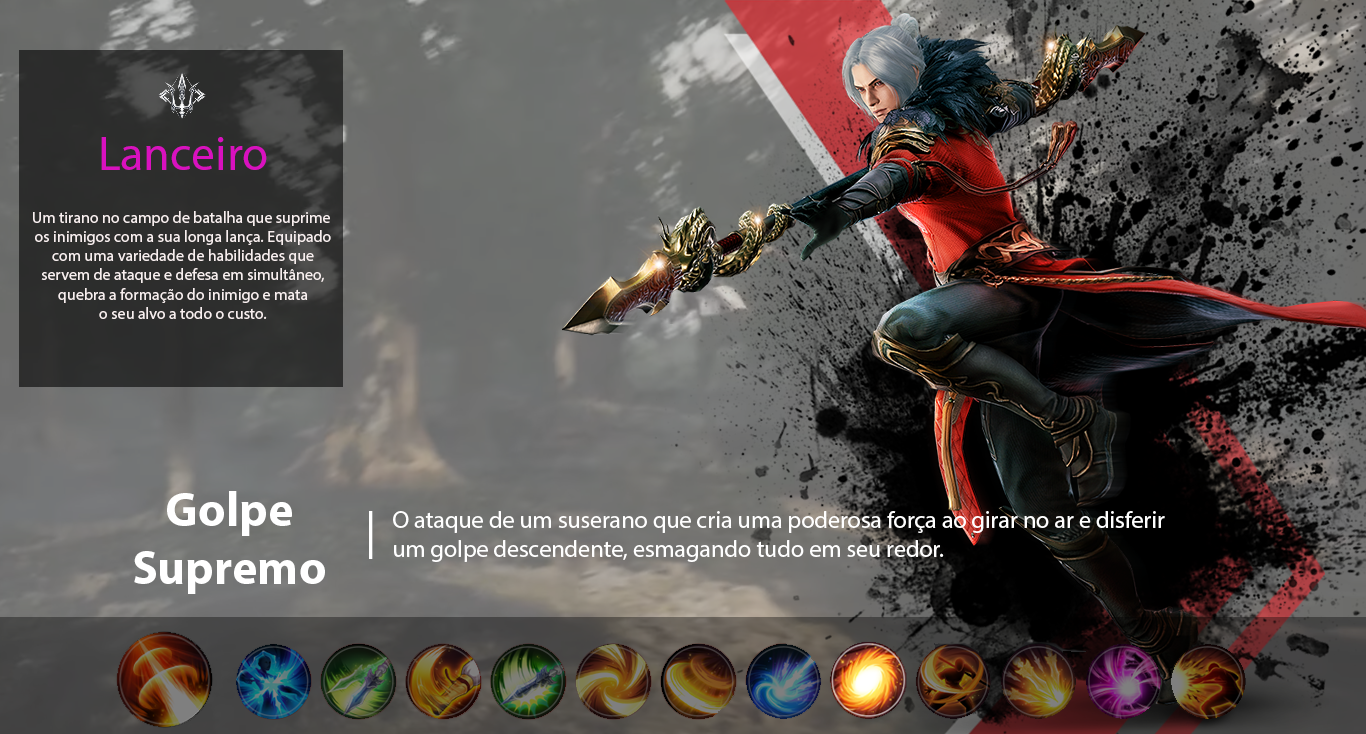 Lanceiro
Um tirano no campo de batalha que suprime
os inimigos com a sua longa lança. Equipado
com uma variedade de habilidades que
servem de ataque e defesa em simultâneo,
quebra a formação do inimigo e mata
o seu alvo a todo o custo.
Golpe
Supremo
O ataque de um suserano que cria uma poderosa força ao girar no ar e disferir
um golpe descendente, esmagando tudo em seu redor.